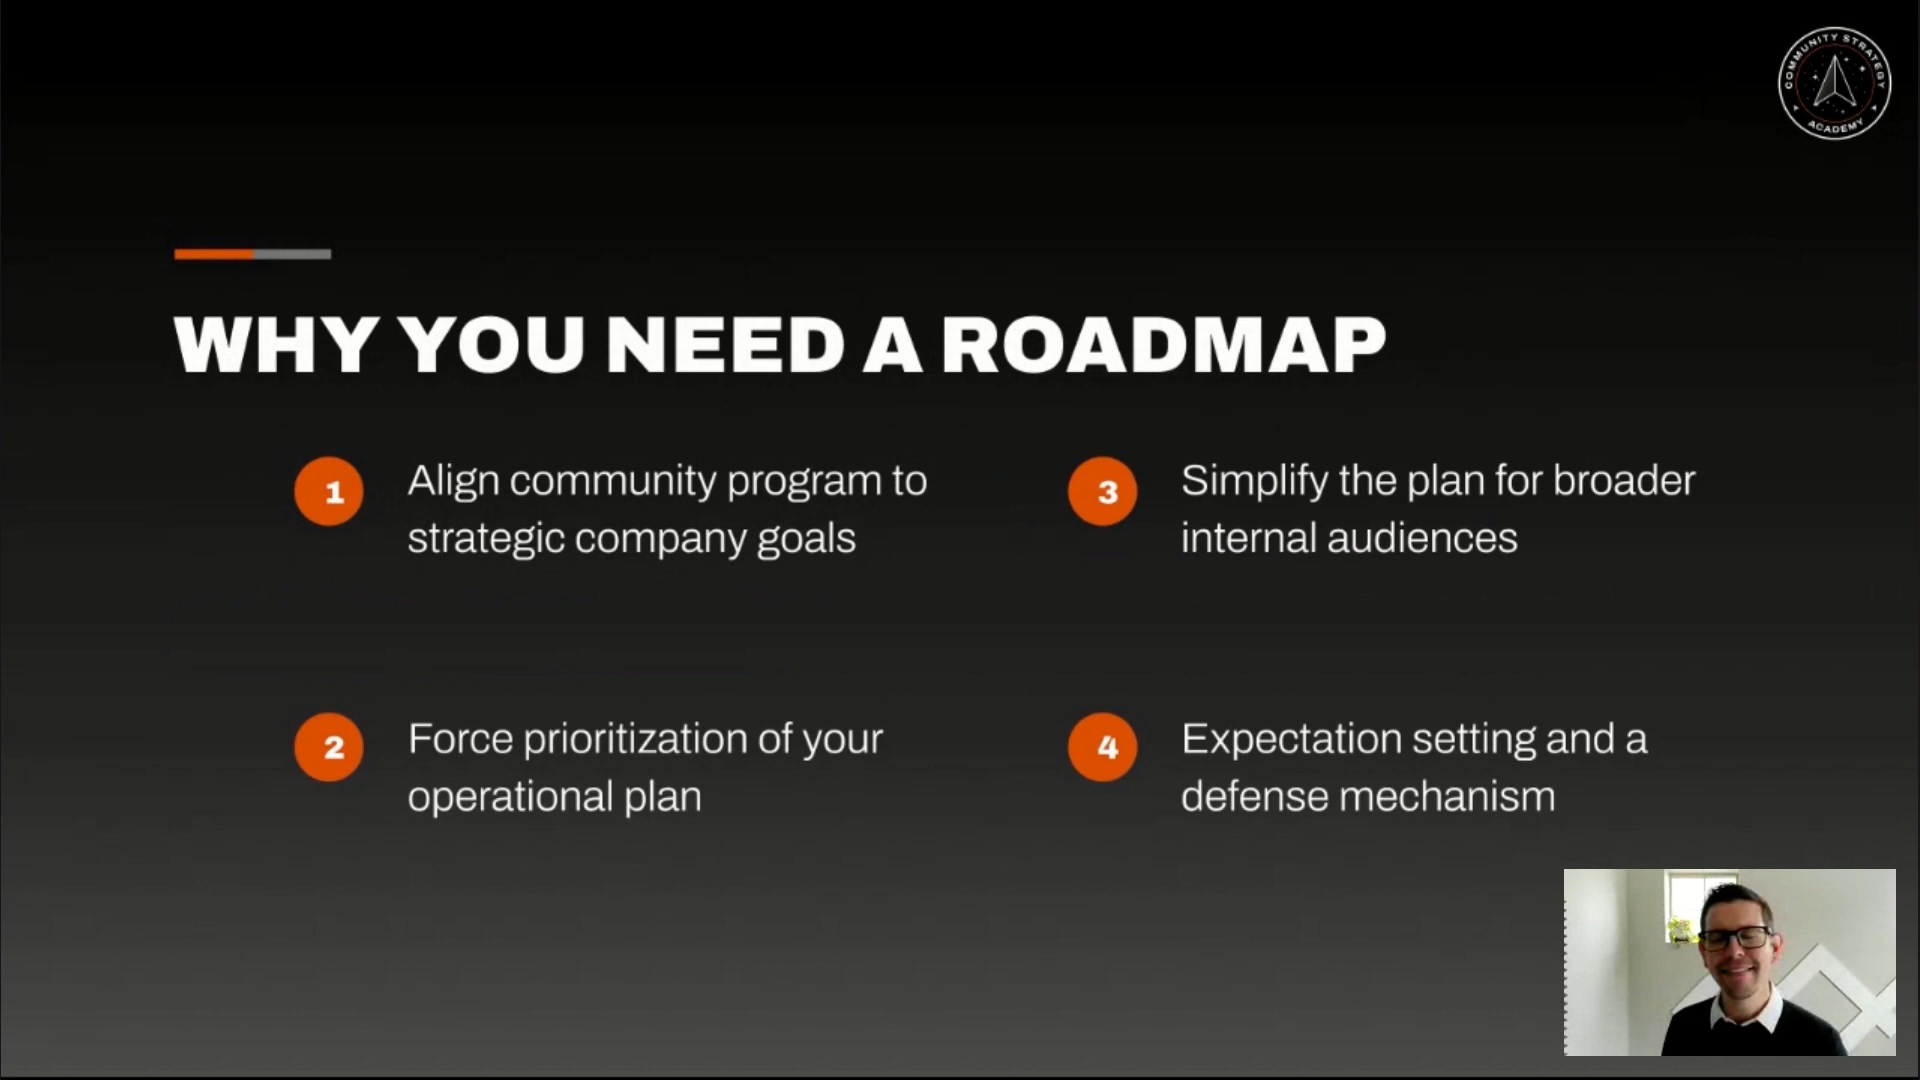 COMMUNITY STRATEGY
ACADEMY
WHY YOU NEED A ROADMAP
1
Align community program to
strategic company goals
2
Force prioritization of your
operational plan
3
Simplify the plan for broader
internal audiences
4
Expectation setting and a
defense mechanism